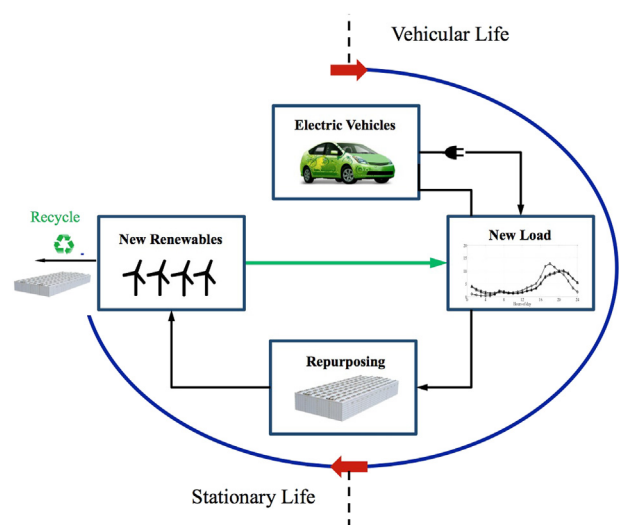 Vehicular Life
Electric Vehicles
Recycle
New Renewables
New Load
Repurposing
Stationary Life